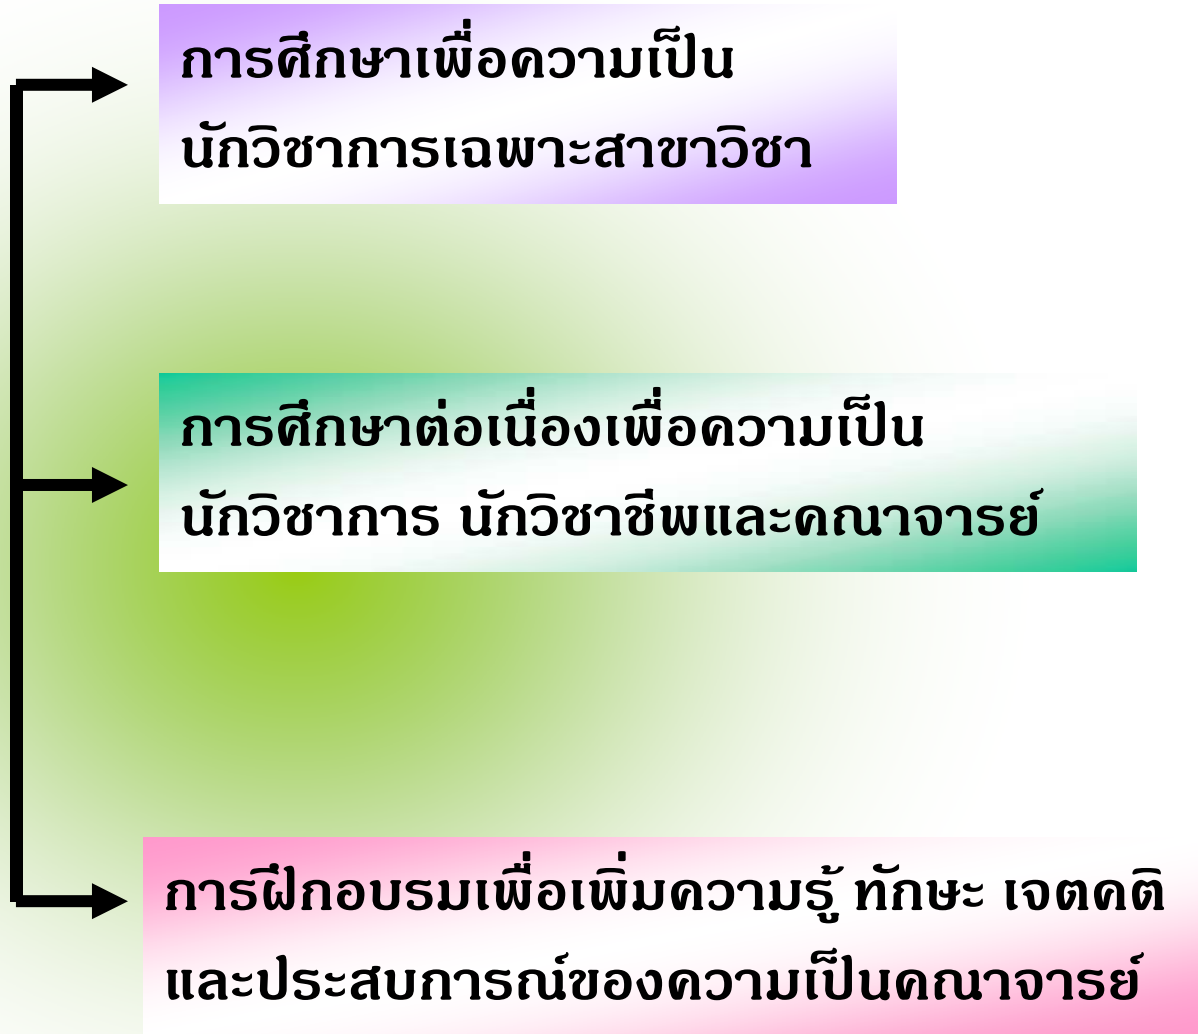 การศึกษาเพื่อความเป็น
นักวิชาการเฉพาะสาขาวิชา
การศึกษาต่อเนื่องเพื่อความเป็น
นักวิชาการ นักวิชาชีพและคณาจารย์
การฝึกอบรมเพื่อเพิ่มความรู้ ทักษะ เจตคติ
และประสบการณ์ของความเป็นคณาจารย์